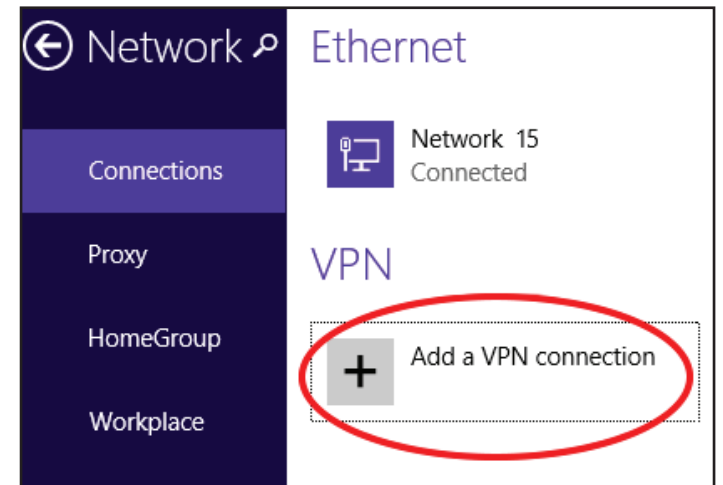 Network
Connections
Proxy
HomeGroup
Workplace
Ethernet
Network 15
Connected
VPN
Add a VPN connection